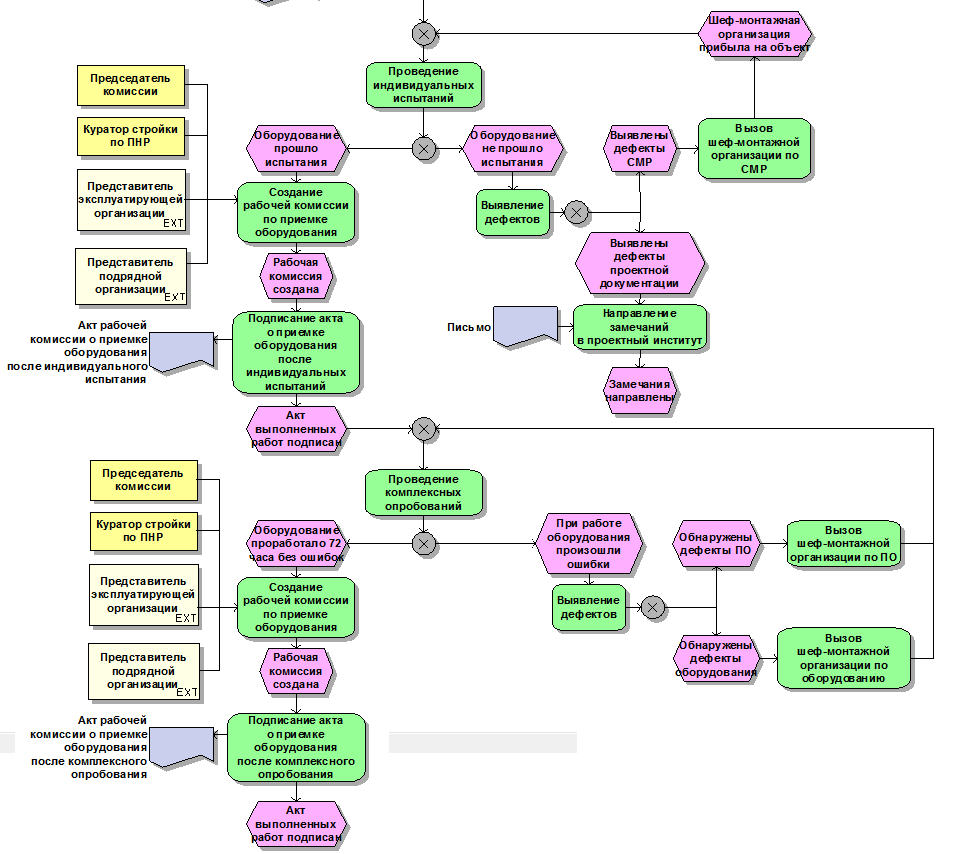 Шеф-монтажная
организация
прибыла на объект
Проведение
индивидуальных
испытаний
Председатель
комиссии
Куратор стройки
по ПНР
Представитель
эксплуатирующей
организации
EXT
Представитель
подрядной
организации
EXT
Оборудование
прошло
испытания
Оборудование
не прошло
испытания
Выявлены
дефекты
СМР
Вызов
шеф-монтажной
организации по
СМР
Создание
рабочей комиссии
по приемке
оборудования
Выявление
дефектов
Рабочая
комиссия
создана
Выявлены
дефекты
проектной
документации
Акт рабочей
комиссии о приемке
оборудования
после индивидуального
испытания
Подписание акта
о приемке
оборудования
после
индивидуальных
испытаний
Письмо
Направление
замечаний
в проектный институт
Замечания
направлены
Акт
выполненных
работ подписан
Проведение
комплексных
опробований
Председатель
комиссии
Куратор стройки
по ПНР
Представитель
эксплуатирующей
организации
EXT
Представитель
подрядной
организации
EXT
Оборудование
проработало 72
часа без ошибок
При работе
оборудования
произошли
ошибки
Обнаружены
дефекты ПО
Вызов
шеф-монтажной
организации по ПО
Создание
рабочей комиссии
по приемке
оборудования
Выявление
дефектов
Обнаружены
дефекты
оборудования
Вызов
шеф-монтажной
организации по
оборудованию
Рабочая
комиссия
создана
Акт рабочей
комиссии о приемке
оборудования
после комплексного
опробования
Подписание акта
о приемке
оборудования
после комплексного
опробования
Акт
выполненных
работ подписан